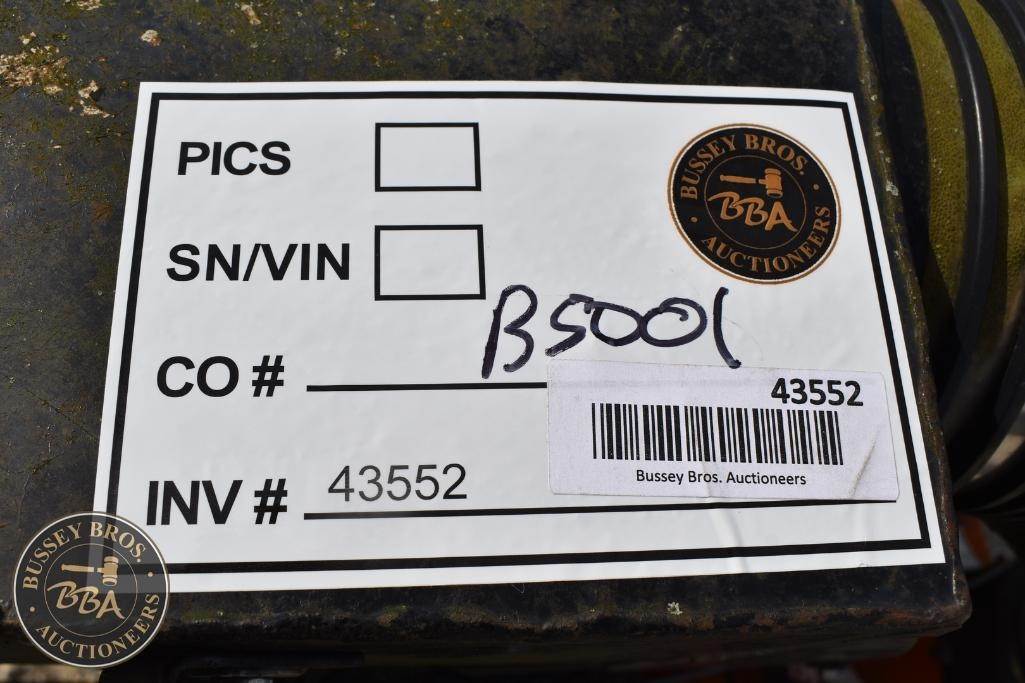 PICS
BUSSEY BROS.
BBA
AUCTIONEERS
SN/VIN
B5001
CO #
43552
Bussey Bros. Auctioneers
INV # 43552
BUSSEY BROS.
BBA
AUCTIONEERS